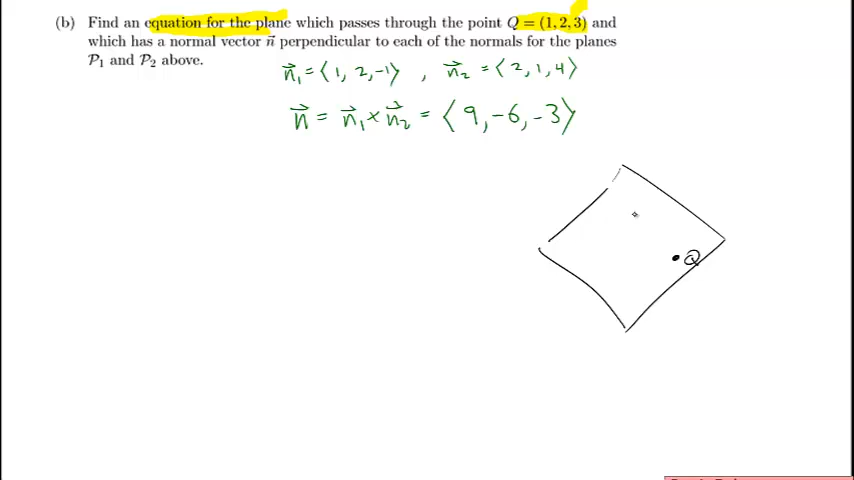 (b) Find an equation for the plane which passes through the point Q = (1, 2, 3) and
which has a normal vector n⃗ perpendicular to each of the normals for the planes
P₁ and P₂ above.
n⃗₁ = ⟨1, 2, -1⟩ , n⃗₂ = ⟨2, 1, 4⟩
n⃗ = n⃗₁ × n⃗₂ = ⟨9, -6, -3⟩
Q